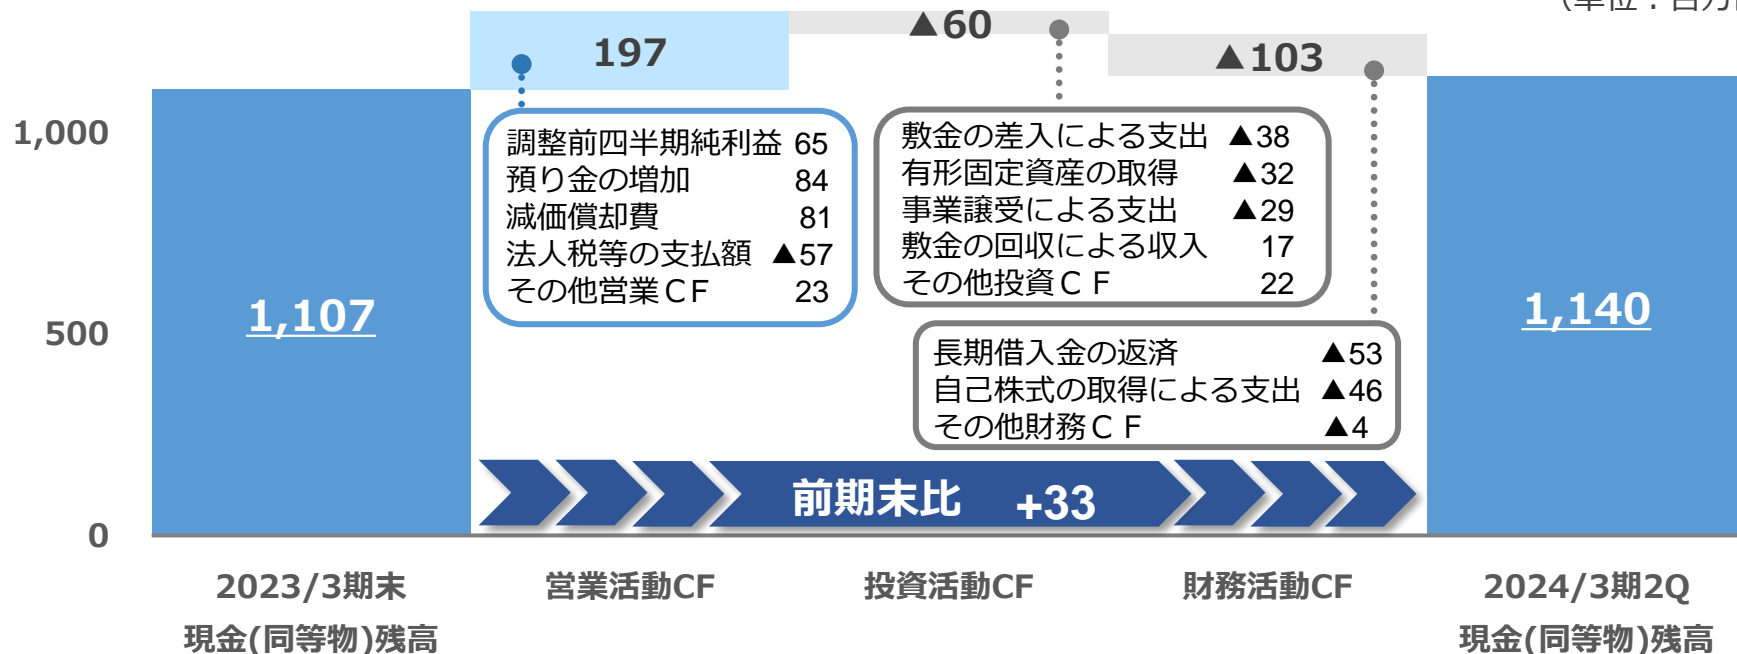 197
▲60
▲103
1,000
500
0
調整前四半期純利益 65
預り金の増加 84
減価償却費 81
法人税等の支払額 ▲57
その他営業ＣＦ 23
敷金の差入による支出 ▲38
有形固定資産の取得 ▲32
事業譲受による支出 ▲29
敷金の回収による収入 17
その他投資ＣＦ 22
長期借入金の返済 ▲53
自己株式の取得による支出 ▲46
その他財務ＣＦ ▲4
1,107
1,140
前期末比 +33
2023/3期末
現金(同等物)残高
営業活動CF
投資活動CF
財務活動CF
2024/3期2Q
現金(同等物)残高